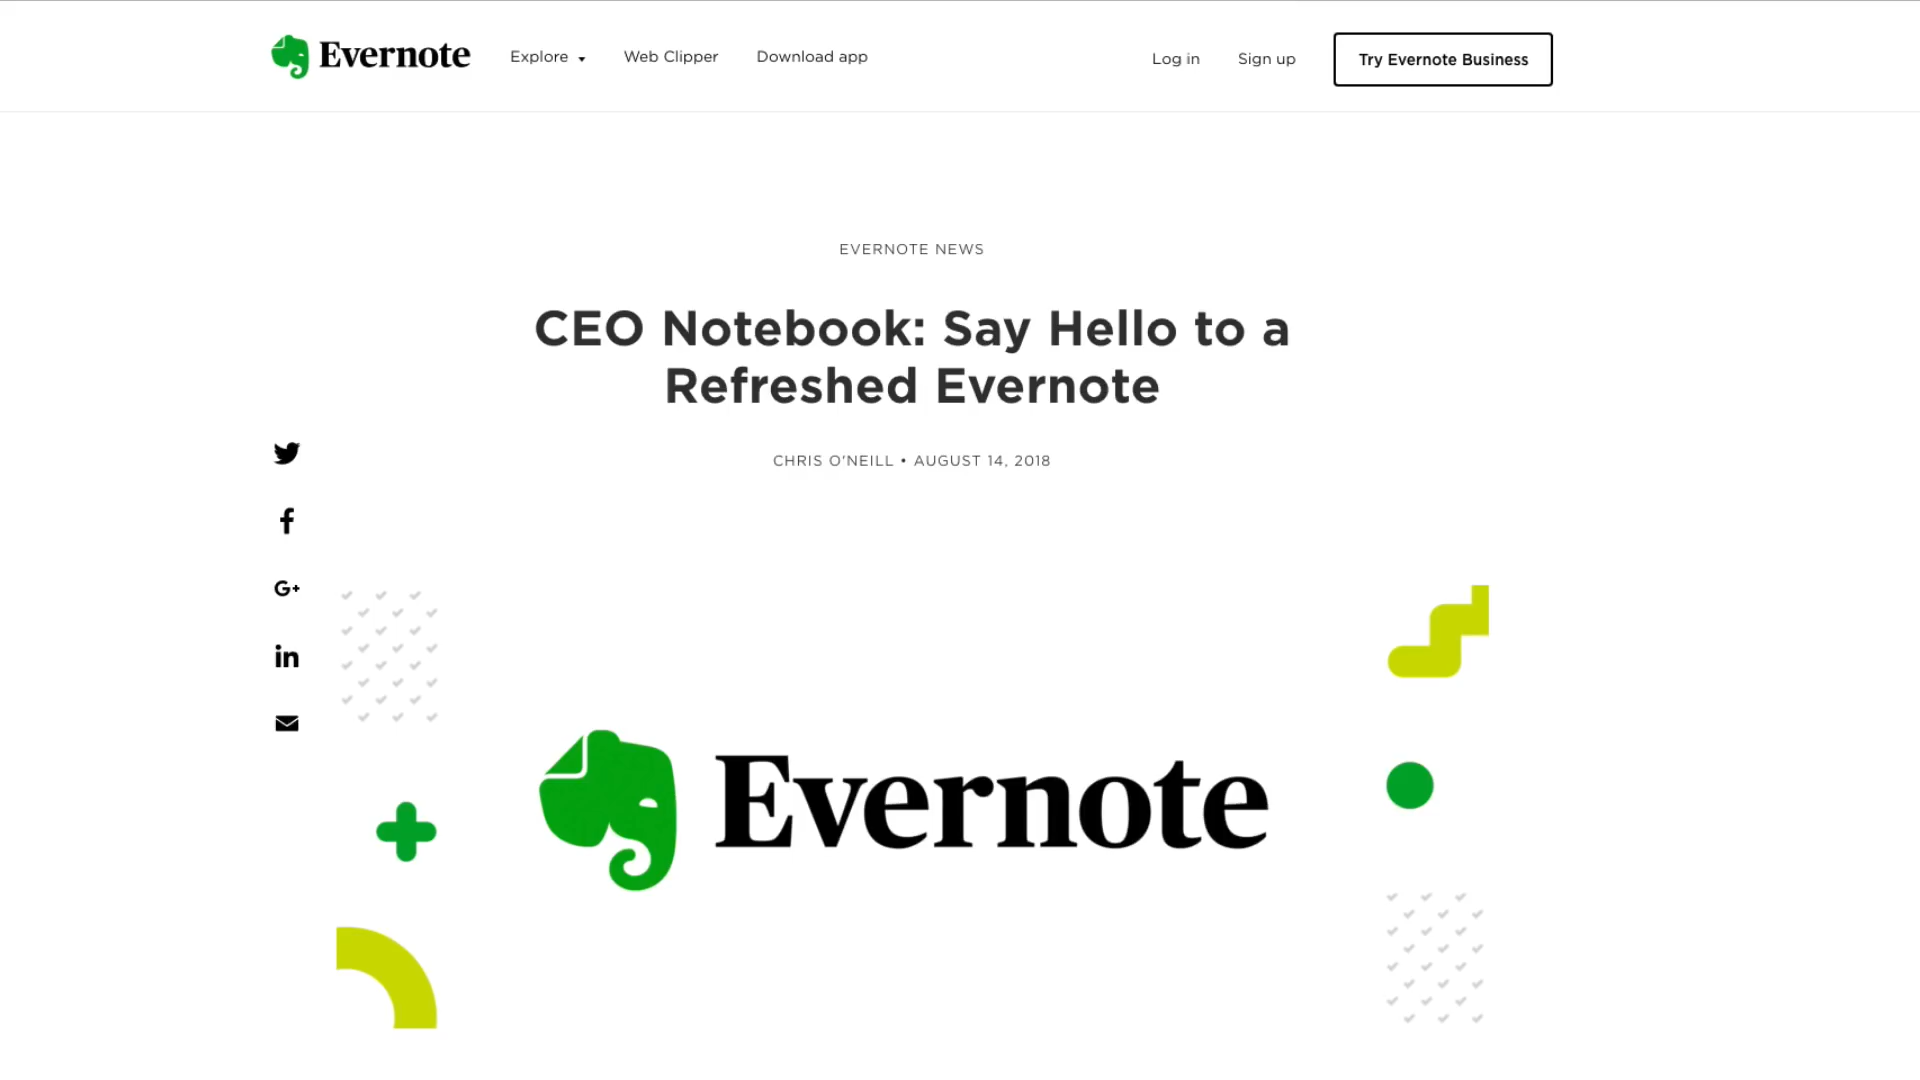 Evernote
Explore
Web Clipper
Download app
Log in
Sign up
Try Evernote Business
EVERNOTE NEWS
CEO Notebook: Say Hello to a
Refreshed Evernote
CHRIS O'NEILL • AUGUST 14, 2018
G+
in
Evernote